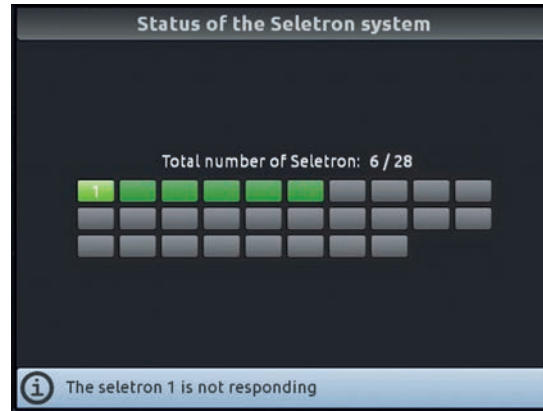 Status of the Seletron system
Total number of Seletron: 6 / 28
1
The seletron 1 is not responding